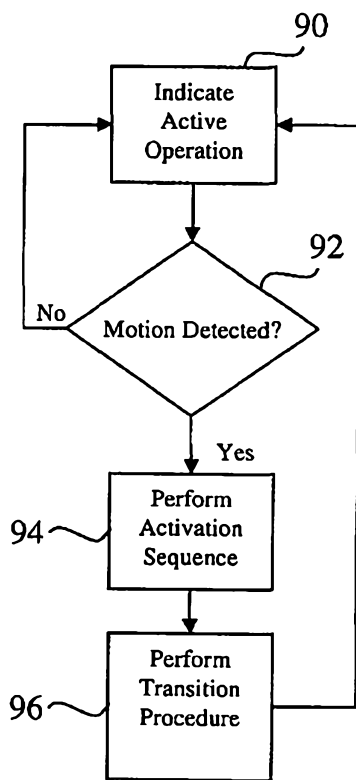 90
Indicate
Active
Operation
92
Motion Detected?
No
Yes
94
Perform
Activation
Sequence
96
Perform
Transition
Procedure